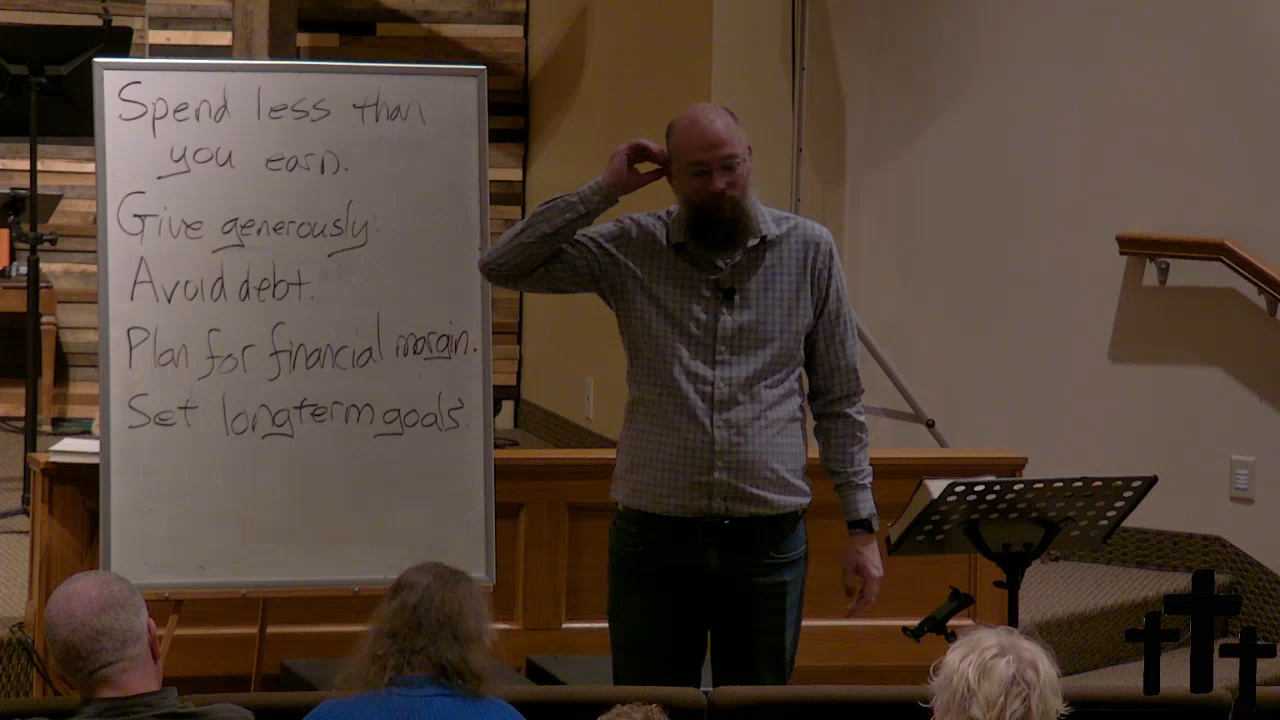 Spend less than
you earn.
Give generously.
Avoid debt.
Plan for financial margin.
Set longterm goals